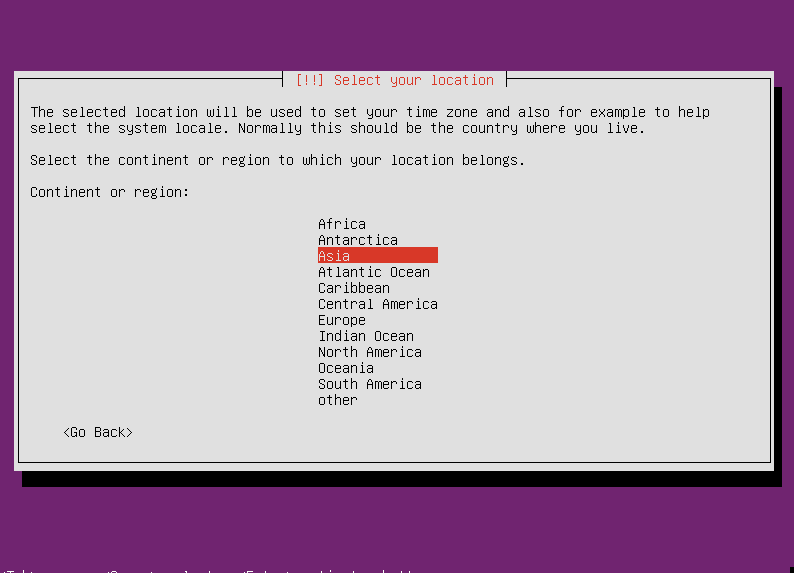 [!!] Select your location
The selected location will be used to set your time zone and also for example to help
select the system locale. Normally this should be the country where you live.
Select the continent or region to which your location belongs.
Continent or region:
Africa
Antarctica
Asia
Atlantic Ocean
Caribbean
Central America
Europe
Indian Ocean
North America
Oceania
South America
other
<Go Back>